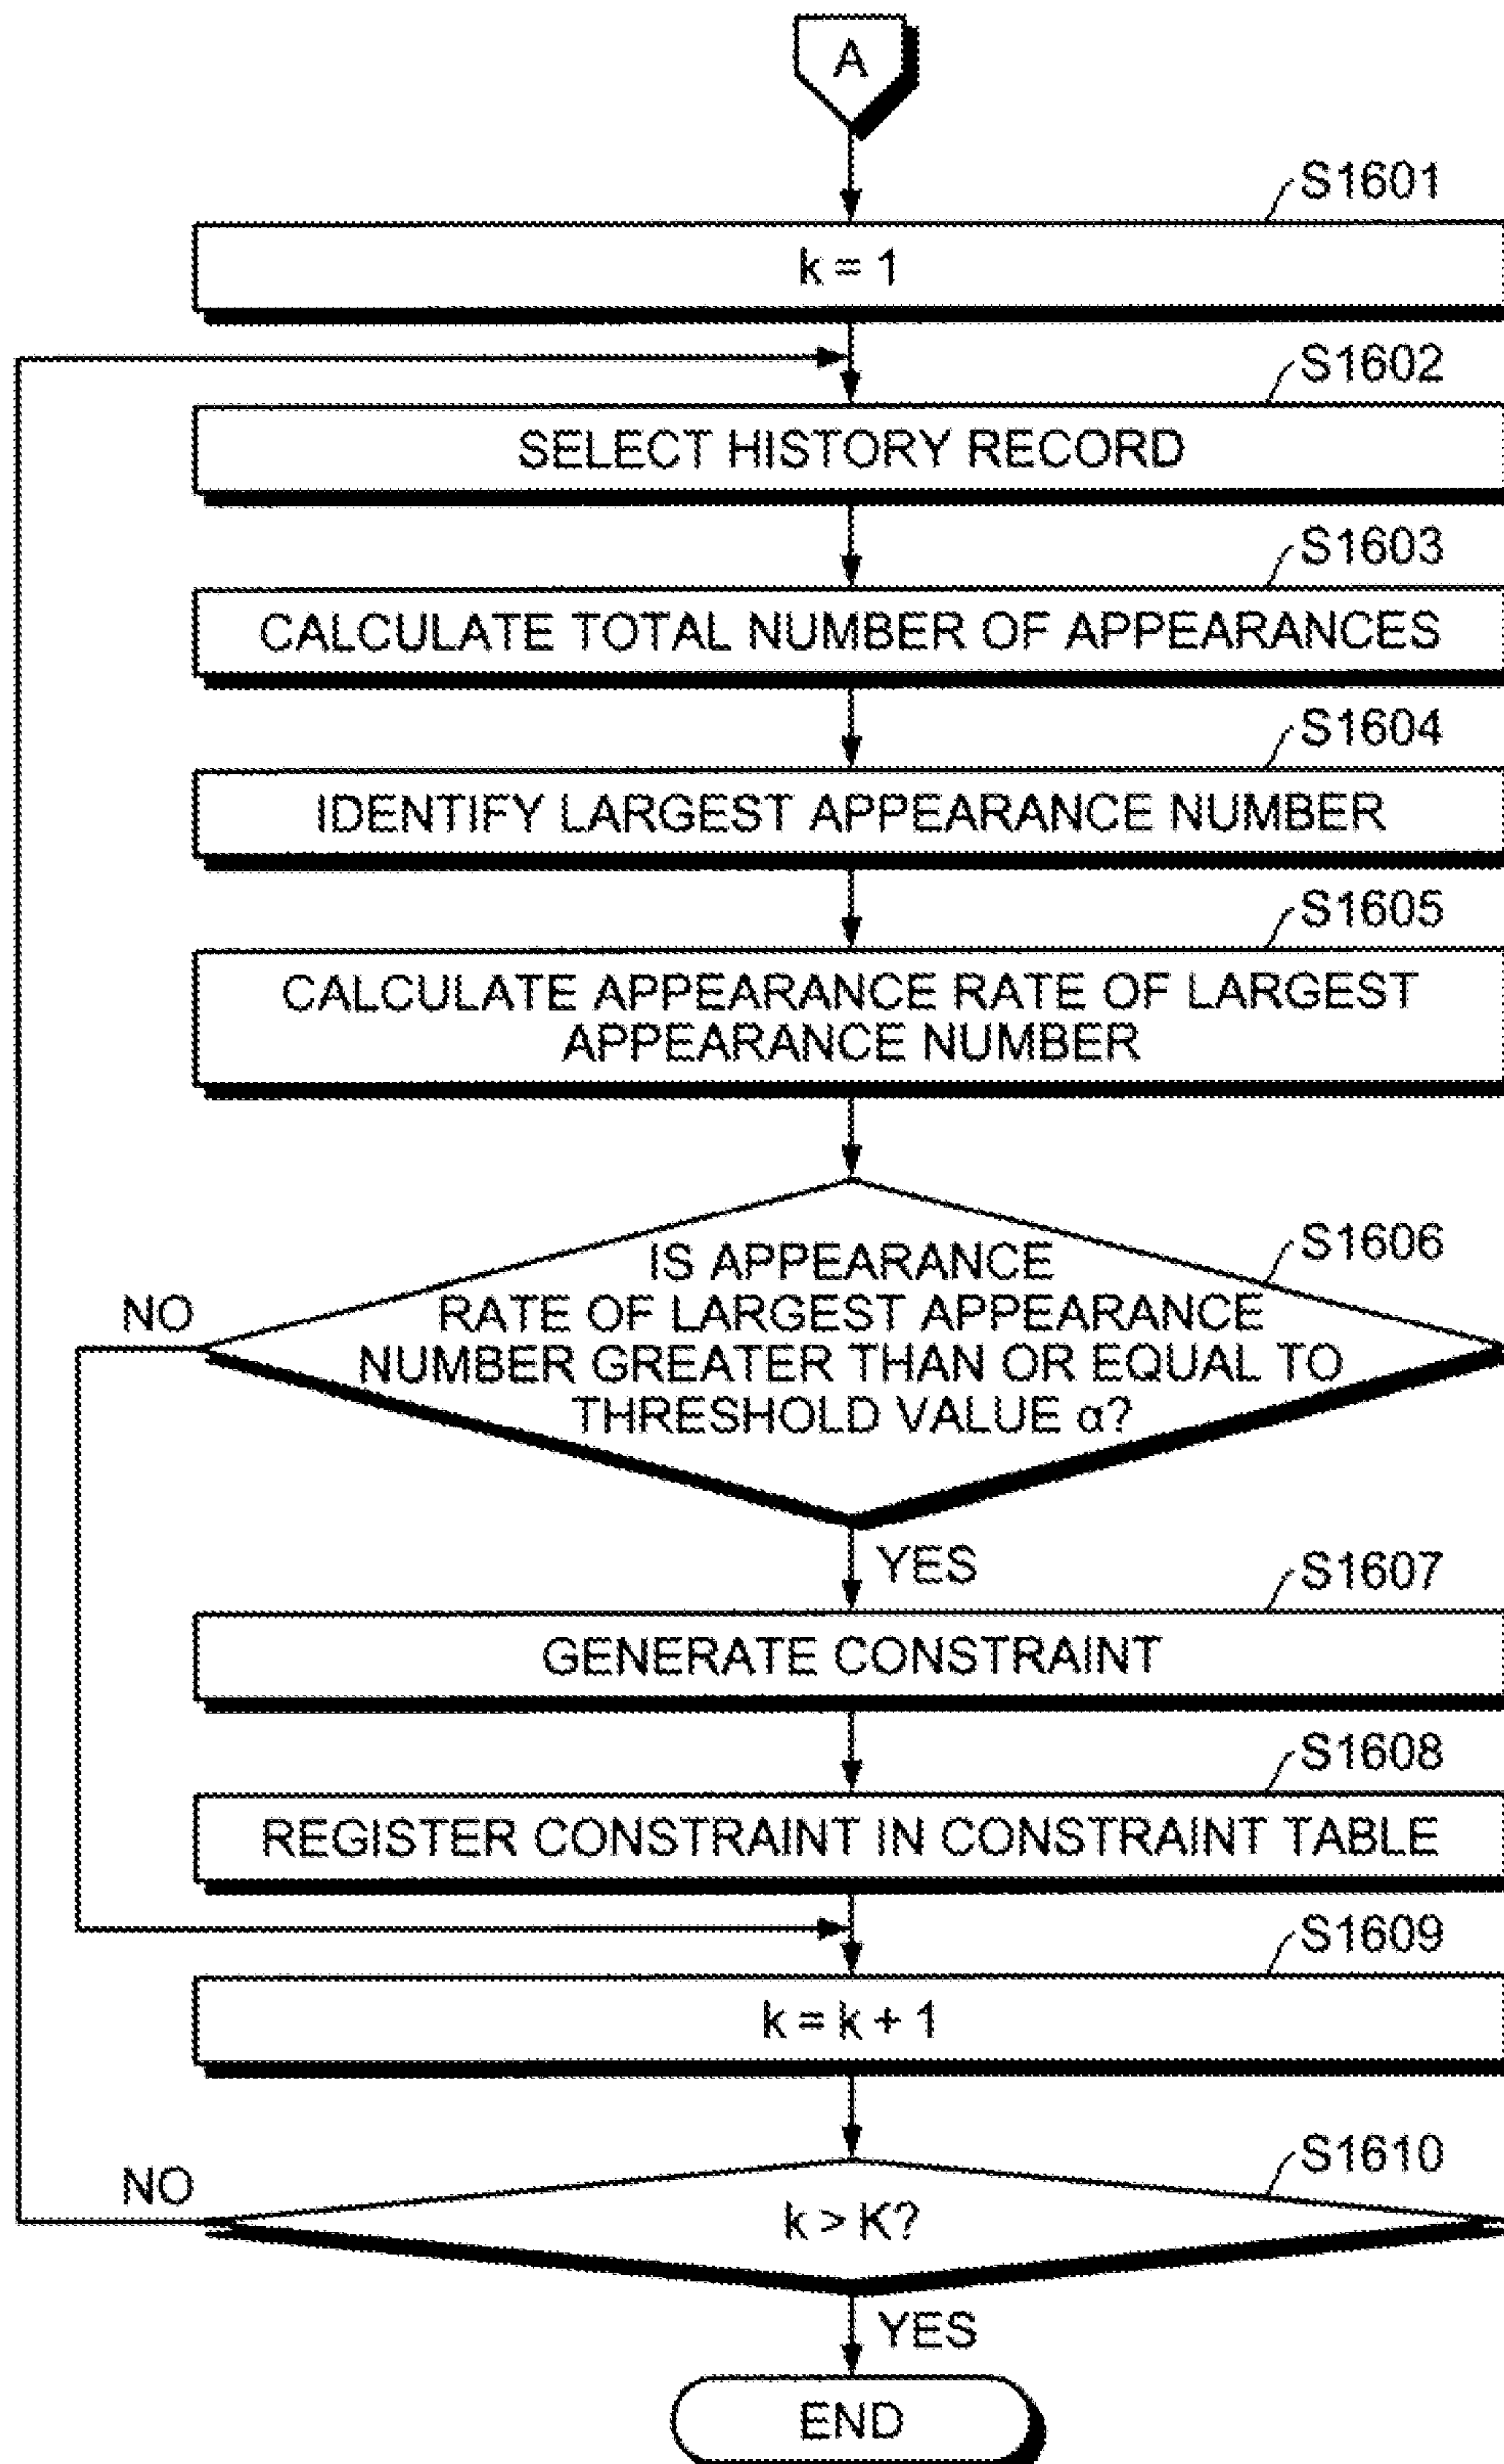 A
S1601
k = 1
S1602
SELECT HISTORY RECORD
S1603
CALCULATE TOTAL NUMBER OF APPEARANCES
S1604
IDENTIFY LARGEST APPEARANCE NUMBER
S1605
CALCULATE APPEARANCE RATE OF LARGEST
APPEARANCE NUMBER
S1606
IS APPEARANCE
RATE OF LARGEST APPEARANCE
NUMBER GREATER THAN OR EQUAL TO
THRESHOLD VALUE α?
NO
YES
S1607
GENERATE CONSTRAINT
S1608
REGISTER CONSTRAINT IN CONSTRAINT TABLE
S1609
k = k + 1
S1610
k > K?
NO
YES
END